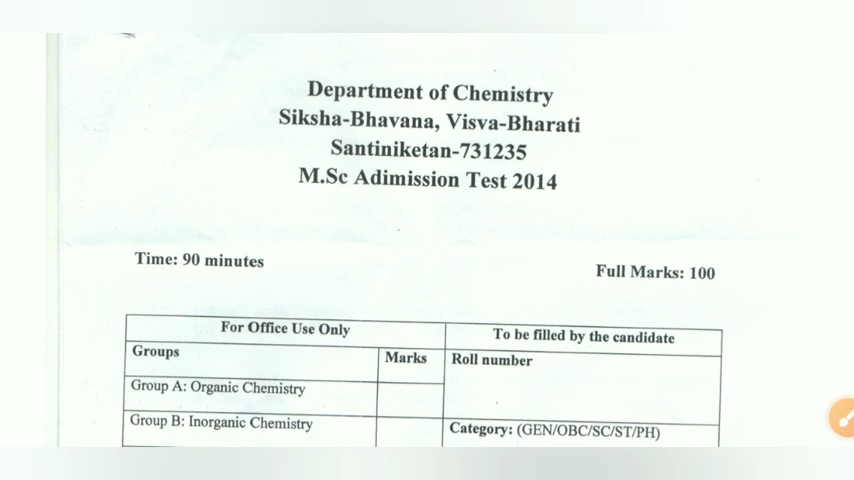 Department of Chemistry
Siksha-Bhavana, Visva-Bharati
Santiniketan-731235
M.Sc Adimission Test 2014
Time: 90 minutes
Full Marks: 100
For Office Use Only
To be filled by the candidate
Groups
Marks
Roll number
Group A: Organic Chemistry
Group B: Inorganic Chemistry
Category: (GEN/OBC/SC/ST/PH)